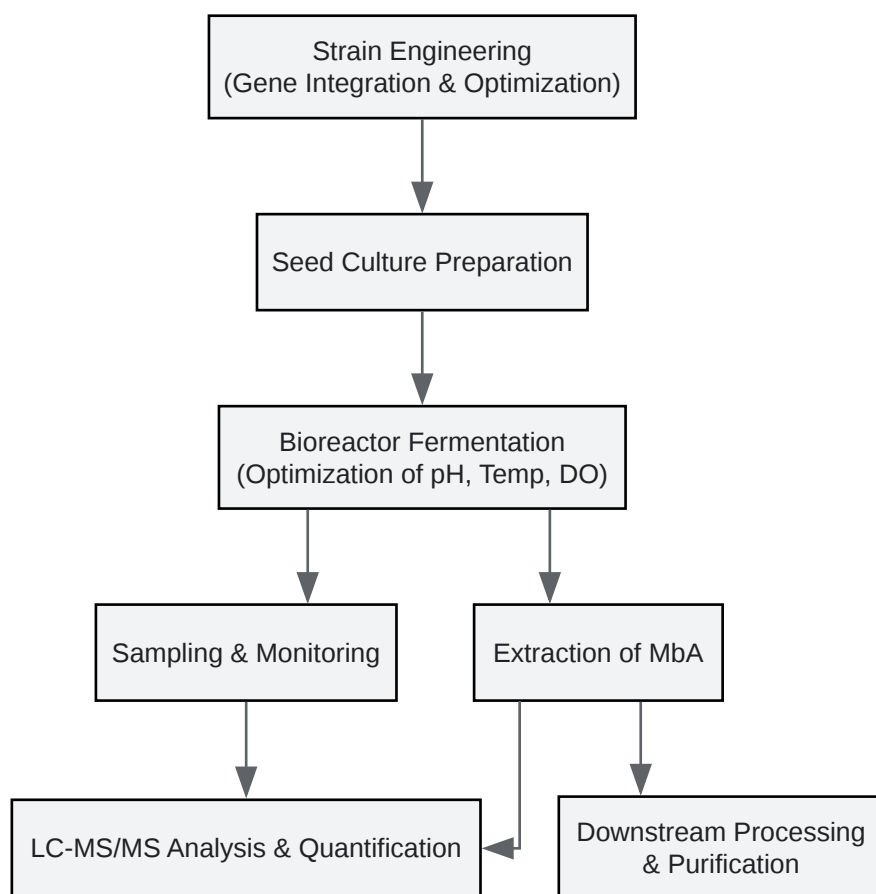 Strain Engineering
(Gene Integration & Optimization)
Seed Culture Preparation
Bioreactor Fermentation
(Optimization of pH, Temp, DO)
Sampling & Monitoring
Extraction of MbA
LC-MS/MS Analysis & Quantification
Downstream Processing
& Purification